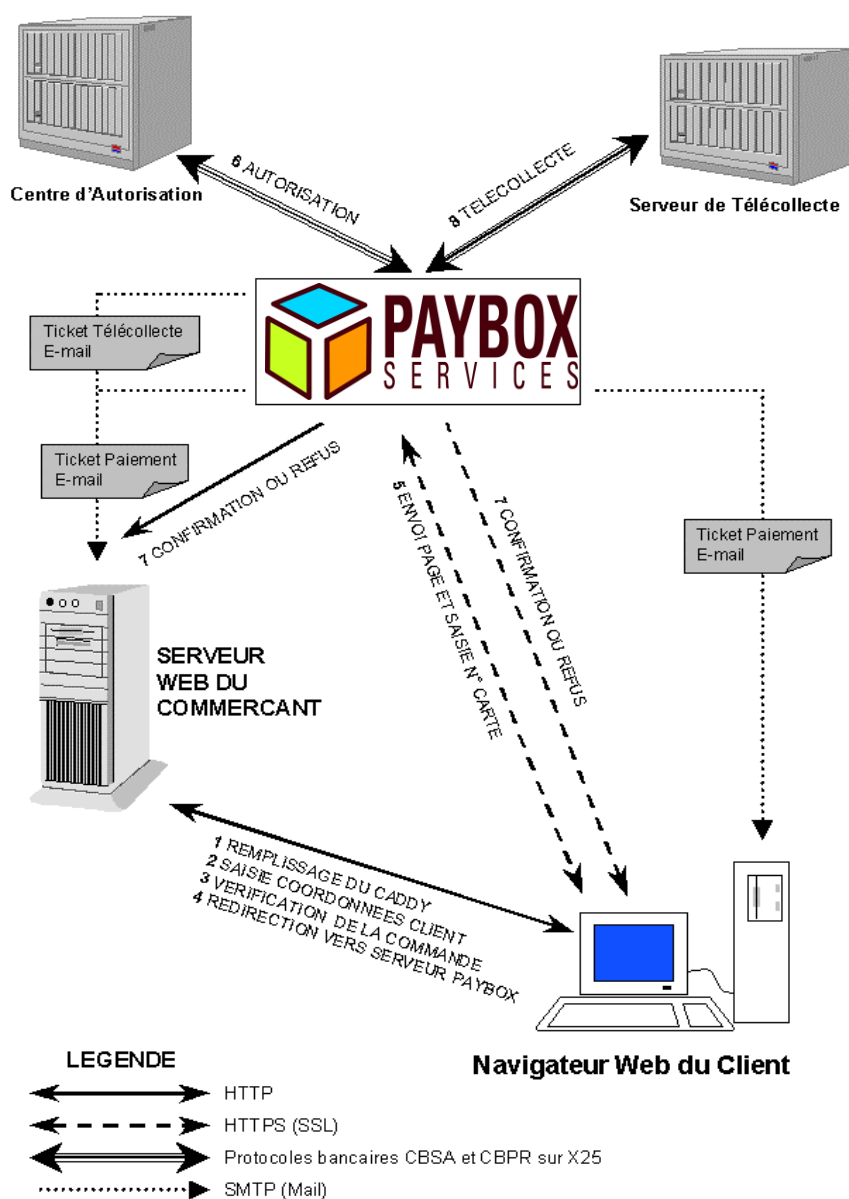 6 AUTORISATION
8 TELECOLLECTE
Centre d'Autorisation
Serveur de Télécollecte
PAYBOX
SERVICES
Ticket Télécollecte
E-mail
Ticket Paiement
E-mail
7 CONFIRMATION OU REFUS
5 ENVOI PAGE ET SAISIE N° CARTE
7 CONFIRMATION OU REFUS
Ticket Paiement
E-mail
SERVEUR
WEB DU
COMMERCANT
1 REMPLISSAGE DU CADDY
2 SAISIE COORDONNEES CLIENT
3 VERIFICATION DE LA COMMANDE
4 REDIRECTION VERS SERVEUR PAYBOX
Navigateur Web du Client
LEGENDE
HTTP
HTTPS (SSL)
Protocoles bancaires CBSA et CBPR sur X25
SMTP (Mail)